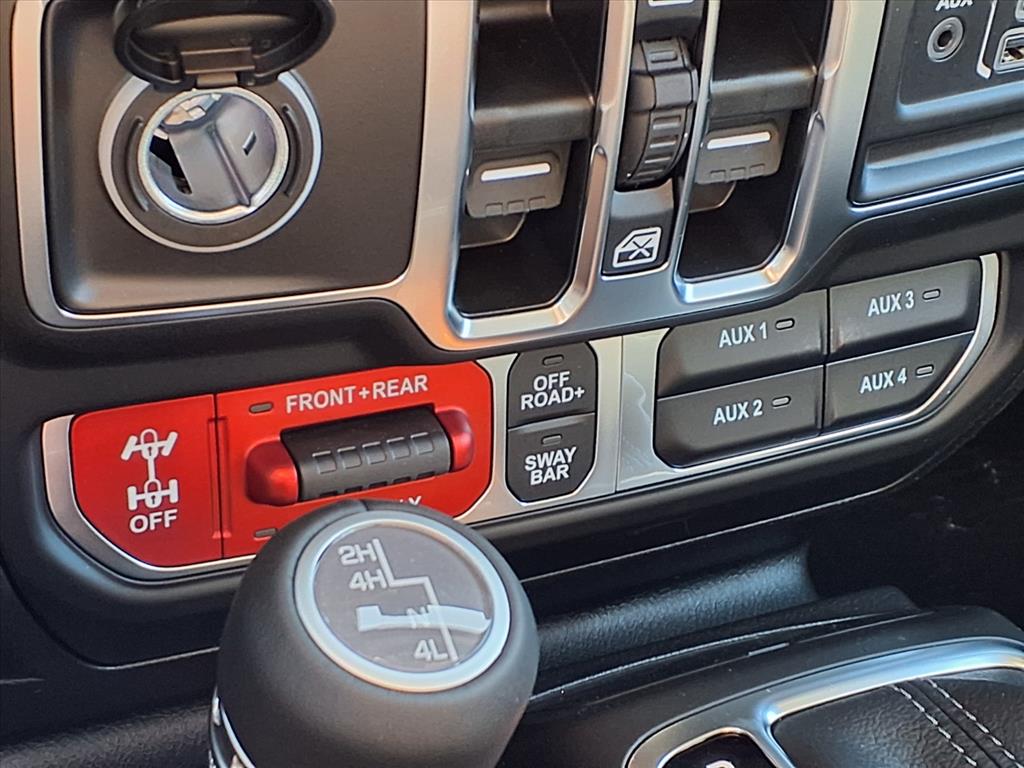 AUX
AUX 1
AUX 3
AUX 2
AUX 4
OFF
ROAD+
SWAY
BAR
FRONT+REAR
OFF
2H
4H
N
4L